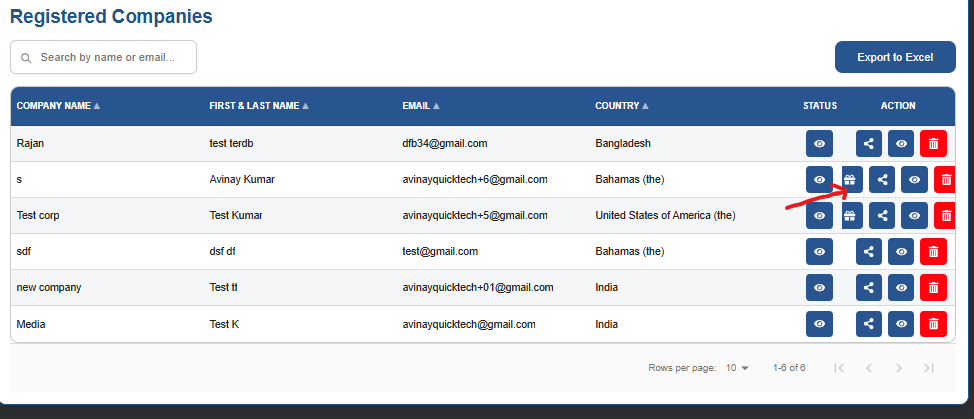 Registered Companies
Search by name or email...
Export to Excel
COMPANY NAME FIRST & LAST NAME EMAIL COUNTRY STATUS ACTION
Rajan test terdb dfb34@gmail.com Bangladesh
s Avinay Kumar avinayquicktech+6@gmail.com Bahamas (the)
Test corp Test Kumar avinayquicktech+5@gmail.com United States of America (the)
sdf dsf df test@gmail.com Bahamas (the)
new company Test tt avinayquicktech+01@gmail.com India
Media Test K avinayquicktech@gmail.com India
Rows per page: 10 1-6 of 6